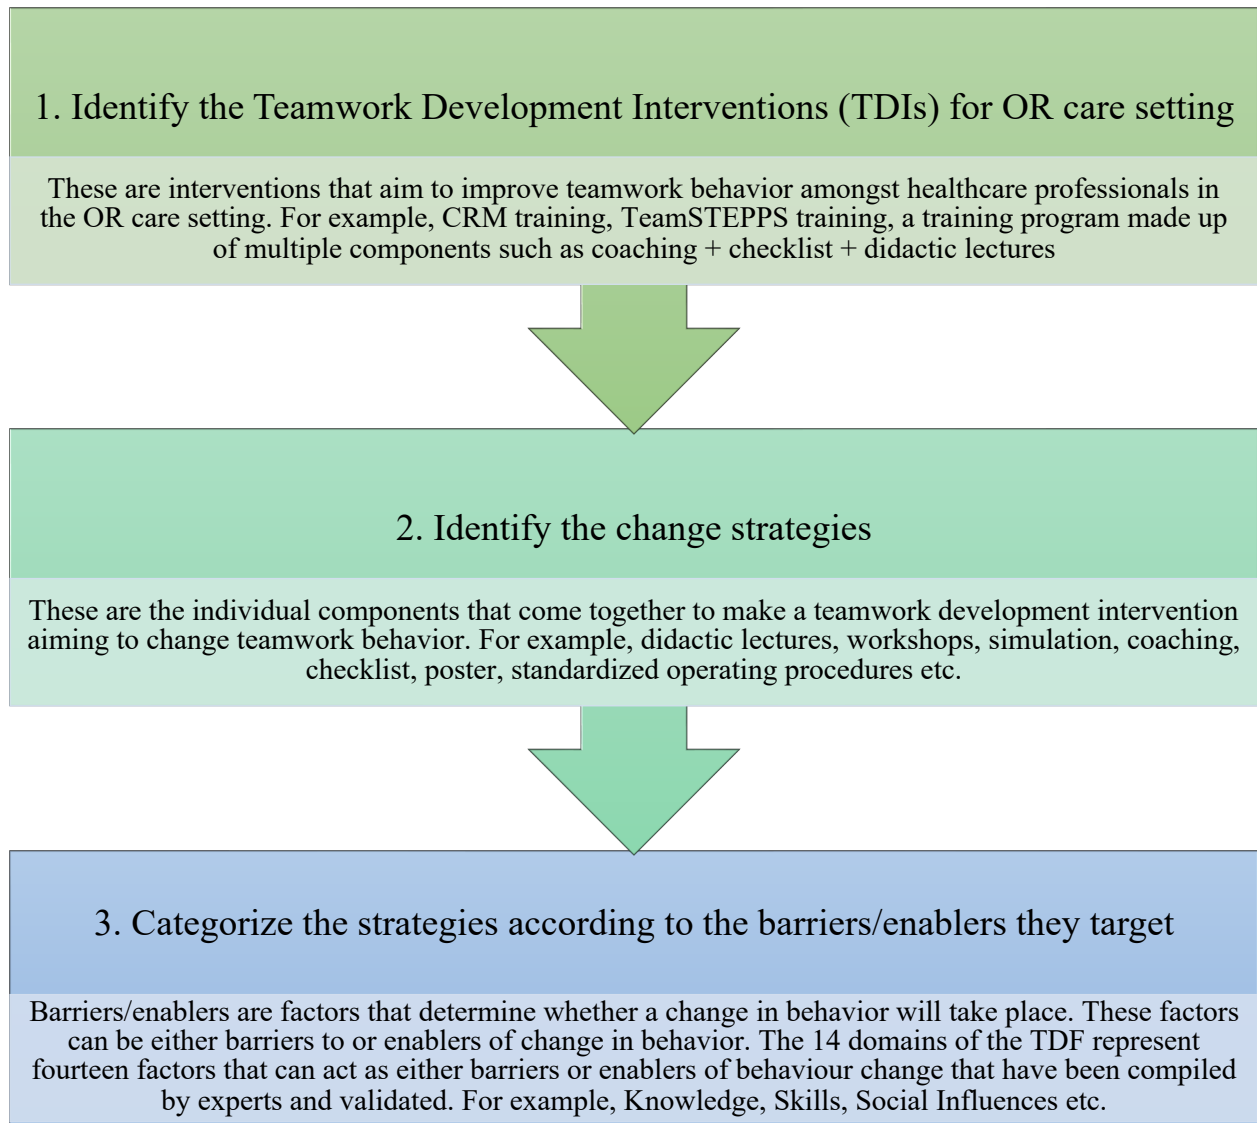 1. Identify the Teamwork Development Interventions (TDIs) for OR care setting
These are interventions that aim to improve teamwork behavior amongst healthcare professionals in
the OR care setting. For example, CRM training, TeamSTEPPS training, a training program made up
of multiple components such as coaching + checklist + didactic lectures
2. Identify the change strategies
These are the individual components that come together to make a teamwork development intervention
aiming to change teamwork behavior. For example, didactic lectures, workshops, simulation, coaching,
checklist, poster, standardized operating procedures etc.
3. Categorize the strategies according to the barriers/enablers they target
Barriers/enablers are factors that determine whether a change in behavior will take place. These factors
can be either barriers to or enablers of change in behavior. The 14 domains of the TDF represent
fourteen factors that can act as either barriers or enablers of behaviour change that have been compiled
by experts and validated. For example, Knowledge, Skills, Social Influences etc.